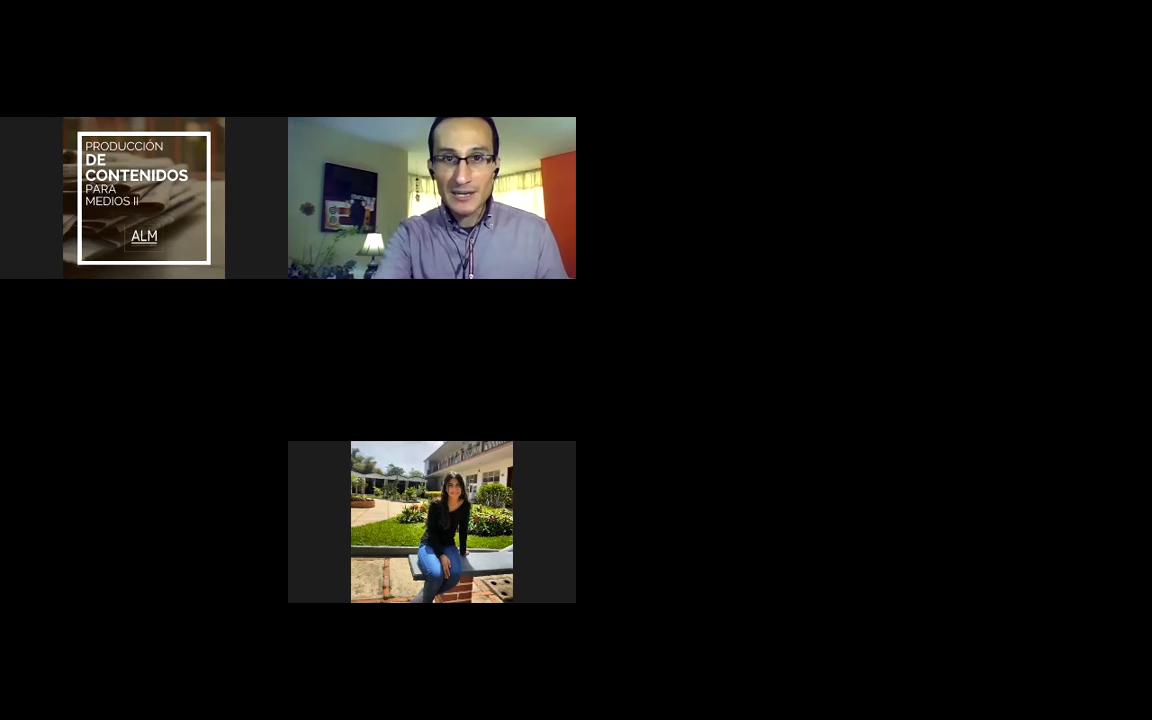 PRODUCCIÓN
DE
CONTENIDOS
PARA
MEDIOS II
ALM